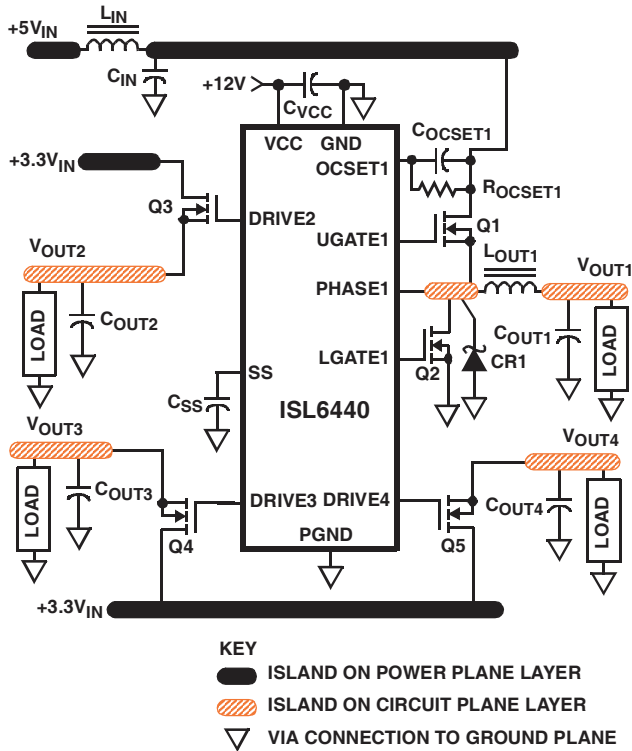 LIN
+5VIN
CIN
+12V
CVCC
VCC
GND
COCSET1
OCSET1
+3.3VIN
ROCSET1
Q3
DRIVE2
Q1
UGATE1
VOUT2
LOUT1
VOUT1
PHASE1
LOAD
COUT2
COUT1
LOAD
LGATE1
Q2
CR1
SS
CSS
ISL6440
VOUT3
VOUT4
LOAD
COUT3
DRIVE3
DRIVE4
COUT4
LOAD
Q4
PGND
Q5
+3.3VIN
KEY
ISLAND ON POWER PLANE LAYER
ISLAND ON CIRCUIT PLANE LAYER
VIA CONNECTION TO GROUND PLANE